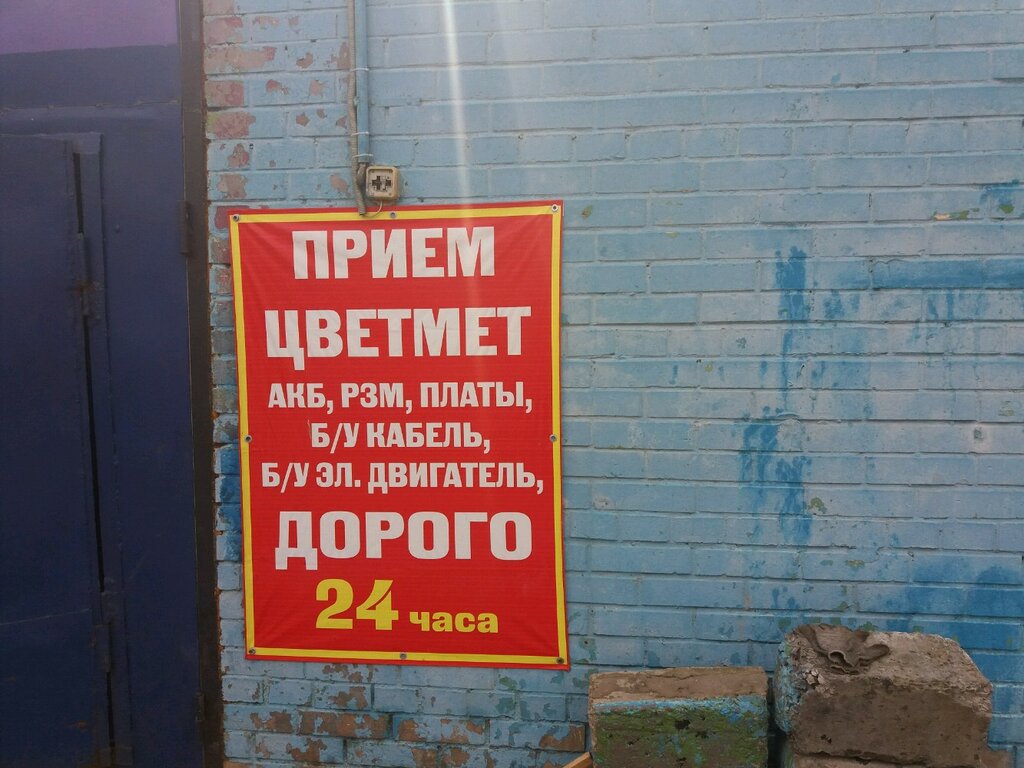 ПРИЕМ
ЦВЕТМЕТ
АКБ, РЗМ, ПЛАТЫ,
Б/У КАБЕЛЬ,
Б/У ЭЛ. ДВИГАТЕЛЬ,
ДОРОГО
24 часа